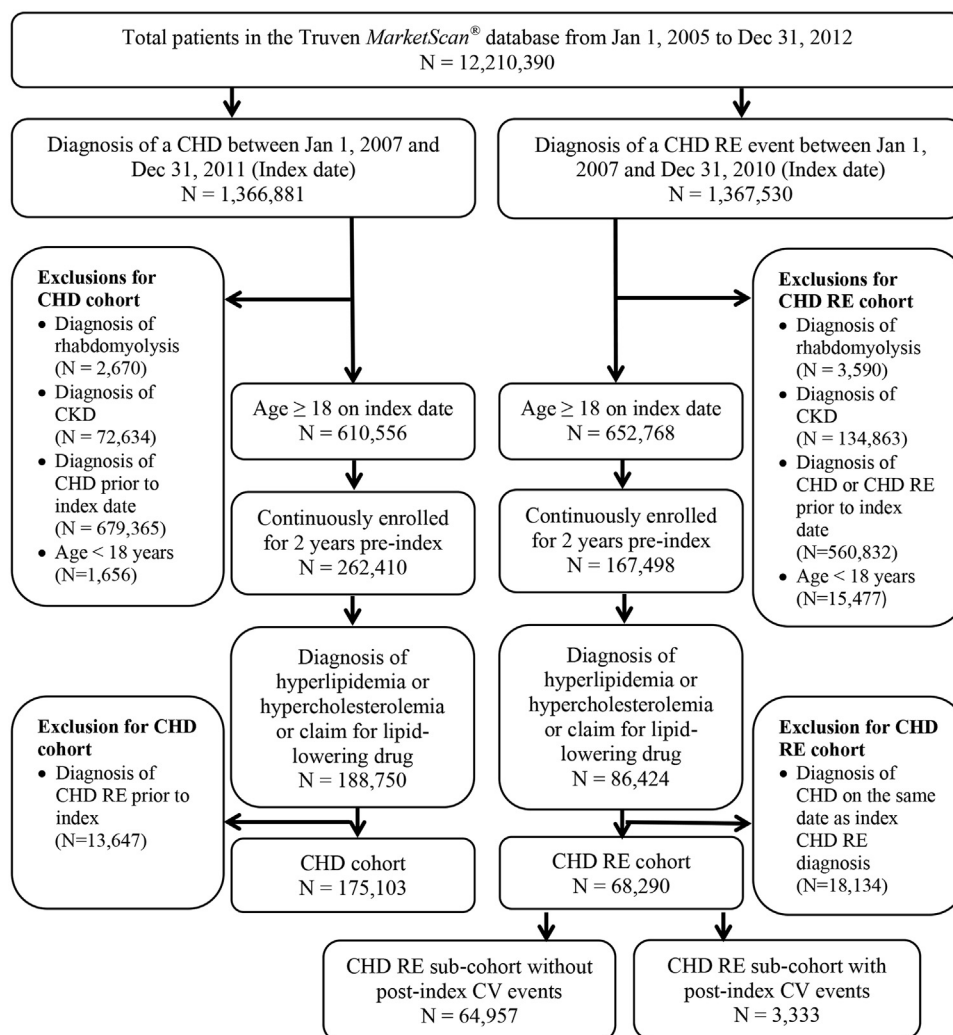 Total patients in the Truven MarketScan® database from Jan 1, 2005 to Dec 31, 2012
N = 12,210,390
Diagnosis of a CHD between Jan 1, 2007 and
Dec 31, 2011 (Index date)
N = 1,366,881
Diagnosis of a CHD RE event between Jan 1,
2007 and Dec 31, 2010 (Index date)
N = 1,367,530
Exclusions for
CHD cohort
• Diagnosis of
rhabdomyolysis
(N = 2,670)
• Diagnosis of
CKD
(N = 72,634)
• Diagnosis of
CHD prior to
index date
(N = 679,365)
• Age < 18 years
(N=1,656)
Exclusions for
CHD RE cohort
• Diagnosis of
rhabdomyolysis
(N = 3,590)
• Diagnosis of
CKD
(N = 134,863)
• Diagnosis of
CHD or CHD RE
prior to index
date
(N=560,832)
• Age < 18 years
(N=15,477)
Age ≥ 18 on index date
N = 610,556
Age ≥ 18 on index date
N = 652,768
Continuously enrolled
for 2 years pre-index
N = 262,410
Continuously enrolled
for 2 years pre-index
N = 167,498
Diagnosis of
hyperlipidemia or
hypercholesterolemia
or claim for lipid-
lowering drug
N = 188,750
Diagnosis of
hyperlipidemia or
hypercholesterolemia
or claim for lipid-
lowering drug
N = 86,424
Exclusion for CHD
cohort
• Diagnosis of
CHD RE prior to
index
(N=13,647)
Exclusion for CHD
RE cohort
• Diagnosis of
CHD on the same
date as index
CHD RE
diagnosis
(N=18,134)
CHD cohort
N = 175,103
CHD RE cohort
N = 68,290
CHD RE sub-cohort without
post-index CV events
N = 64,957
CHD RE sub-cohort with
post-index CV events
N = 3,333